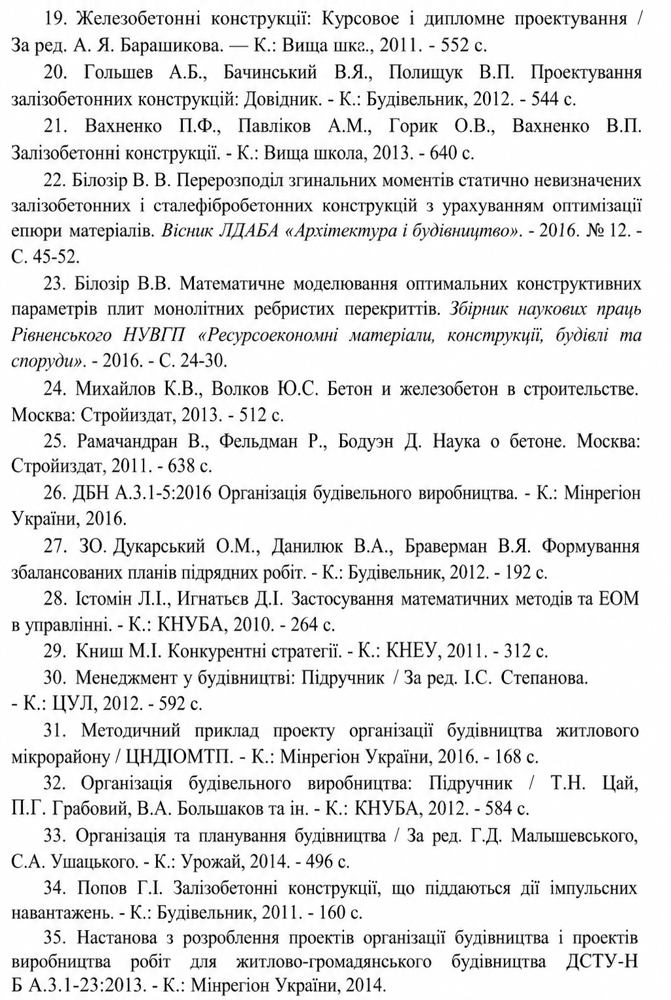 19. Железобетонні конструкції: Курсовое і дипломне проектування /
За ред. А. Я. Барашикова. — К.: Вища шкг., 2011. - 552 с.
20. Гольшев А.Б., Бачинський В.Я., Полищук В.П. Проектування
залізобетонних конструкцій: Довідник. - К.: Будівельник, 2012. - 544 с.
21. Вахненко П.Ф., Павліков А.М., Горик О.В., Вахненко В.П.
Залізобетонні конструкції. - К.: Вища школа, 2013. - 640 с.
22. Білозір В. В. Перерозподіл згинальних моментів статично невизначених
залізобетонних і сталефібробетонних конструкцій з урахуванням оптимізації
епюри матеріалів. Вісник ЛДАБА «Архітектура і будівництво». - 2016. № 12. -
С. 45-52.
23. Білозір В.В. Математичне моделювання оптимальних конструктивних
параметрів плит монолітних ребристих перекриттів. Збірник наукових праць
Рівненського НУВГП «Ресурсоекономні матеріали, конструкції, будівлі та
споруди». - 2016. - С. 24-30.
24. Михайлов К.В., Волков Ю.С. Бетон и железобетон в строительстве.
Москва: Стройиздат, 2013. - 512 с.
25. Рамачандран В., Фельдман Р., Бодуэн Д. Наука о бетоне. Москва:
Стройиздат, 2011. - 638 с.
26. ДБН А.3.1-5:2016 Організація будівельного виробництва. - К.: Мінрегіон
України, 2016.
27. ЗО. Дукарський О.М., Данилюк В.А., Браверман В.Я. Формування
збалансованих планів підрядних робіт. - К.: Будівельник, 2012. - 192 с.
28. Істомін Л.І., Игнатьєв Д.І. Застосування математичних методів та ЕОМ
в управлінні. - К.: КНУБА, 2010. - 264 с.
29. Книш М.І. Конкурентні стратегії. - К.: КНЕУ, 2011. - 312 с.
30. Менеджмент у будівництві: Підручник / За ред. І.С. Степанова.
- К.: ЦУЛ, 2012. - 592 с.
31. Методичний приклад проекту організації будівництва житлового
мікрорайону / ЦНДІОМТП. - К.: Мінрегіон України, 2016. - 168 с.
32. Організація будівельного виробництва: Підручник / Т.Н. Цай,
П.Г. Грабовий, В.А. Большаков та ін. - К.: КНУБА, 2012. - 584 с.
33. Організація та планування будівництва / За ред. Г.Д. Малышевського,
С.А. Ушацького. - К.: Урожай, 2014. - 496 с.
34. Попов Г.І. Залізобетонні конструкції, що піддаються дії імпульсних
навантажень. - К.: Будівельник, 2011. - 160 с.
35. Настанова з розроблення проектів організації будівництва і проектів
виробництва робіт для житлово-громадянського будівництва ДСТУ-Н
Б А.3.1-23:2013. - К.: Мінрегіон України, 2014.